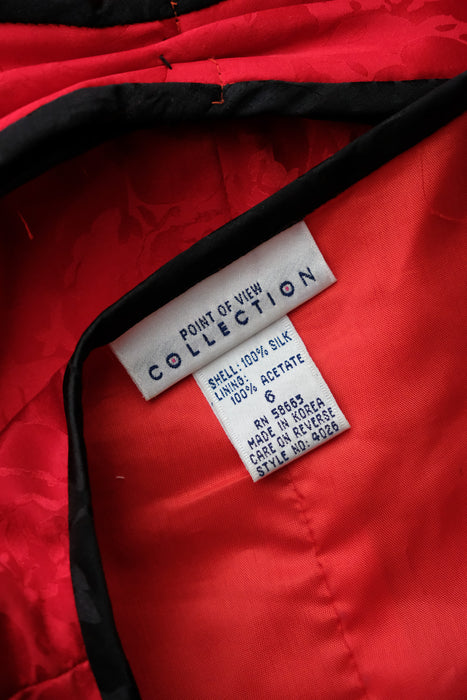 POINT OF VIEW
COLLECTION
SHELL: 100% SILK
LINING:
100% ACETATE
6
RN 58663
MADE IN KOREA
CARE ON REVERSE
STYLE NO: 4026